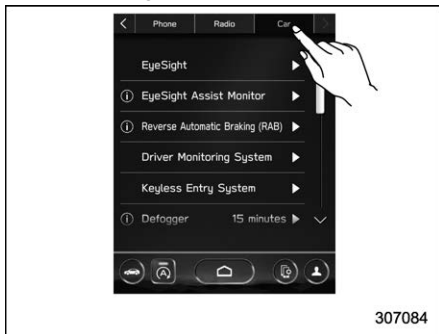 Phone Radio Car
EyeSight
EyeSight Assist Monitor
Reverse Automatic Braking (RAB)
Driver Monitoring System
Keyless Entry System
Defogger 15 minutes
307084